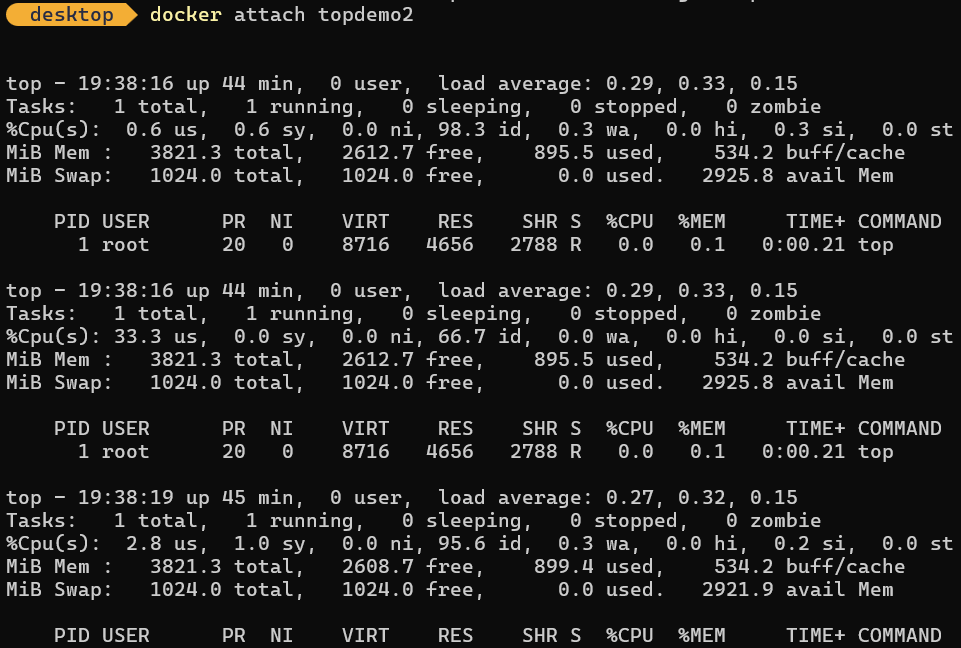 desktop docker attach topdemo2
top - 19:38:16 up 44 min,  0 user,  load average: 0.29, 0.33, 0.15
Tasks:   1 total,   1 running,   0 sleeping,   0 stopped,   0 zombie
%Cpu(s):  0.6 us,  0.6 sy,  0.0 ni, 98.3 id,  0.3 wa,  0.0 hi,  0.3 si,  0.0 st
MiB Mem :   3821.3 total,   2612.7 free,    895.5 used,    534.2 buff/cache
MiB Swap:   1024.0 total,   1024.0 free,      0.0 used.   2925.8 avail Mem
    PID USER      PR  NI    VIRT    RES    SHR S  %CPU  %MEM     TIME+ COMMAND
      1 root      20   0    8716   4656   2788 R   0.0   0.1   0:00.21 top
top - 19:38:16 up 44 min,  0 user,  load average: 0.29, 0.33, 0.15
Tasks:   1 total,   1 running,   0 sleeping,   0 stopped,   0 zombie
%Cpu(s): 33.3 us,  0.0 sy,  0.0 ni, 66.7 id,  0.0 wa,  0.0 hi,  0.0 si,  0.0 st
MiB Mem :   3821.3 total,   2612.7 free,    895.5 used,    534.2 buff/cache
MiB Swap:   1024.0 total,   1024.0 free,      0.0 used.   2925.8 avail Mem
    PID USER      PR  NI    VIRT    RES    SHR S  %CPU  %MEM     TIME+ COMMAND
      1 root      20   0    8716   4656   2788 R   0.0   0.1   0:00.21 top
top - 19:38:19 up 45 min,  0 user,  load average: 0.27, 0.32, 0.15
Tasks:   1 total,   1 running,   0 sleeping,   0 stopped,   0 zombie
%Cpu(s):  2.8 us,  1.0 sy,  0.0 ni, 95.6 id,  0.3 wa,  0.0 hi,  0.2 si,  0.0 st
MiB Mem :   3821.3 total,   2608.7 free,    899.4 used,    534.2 buff/cache
MiB Swap:   1024.0 total,   1024.0 free,      0.0 used.   2921.9 avail Mem
    PID USER      PR  NI    VIRT    RES    SHR S  %CPU  %MEM     TIME+ COMMAND